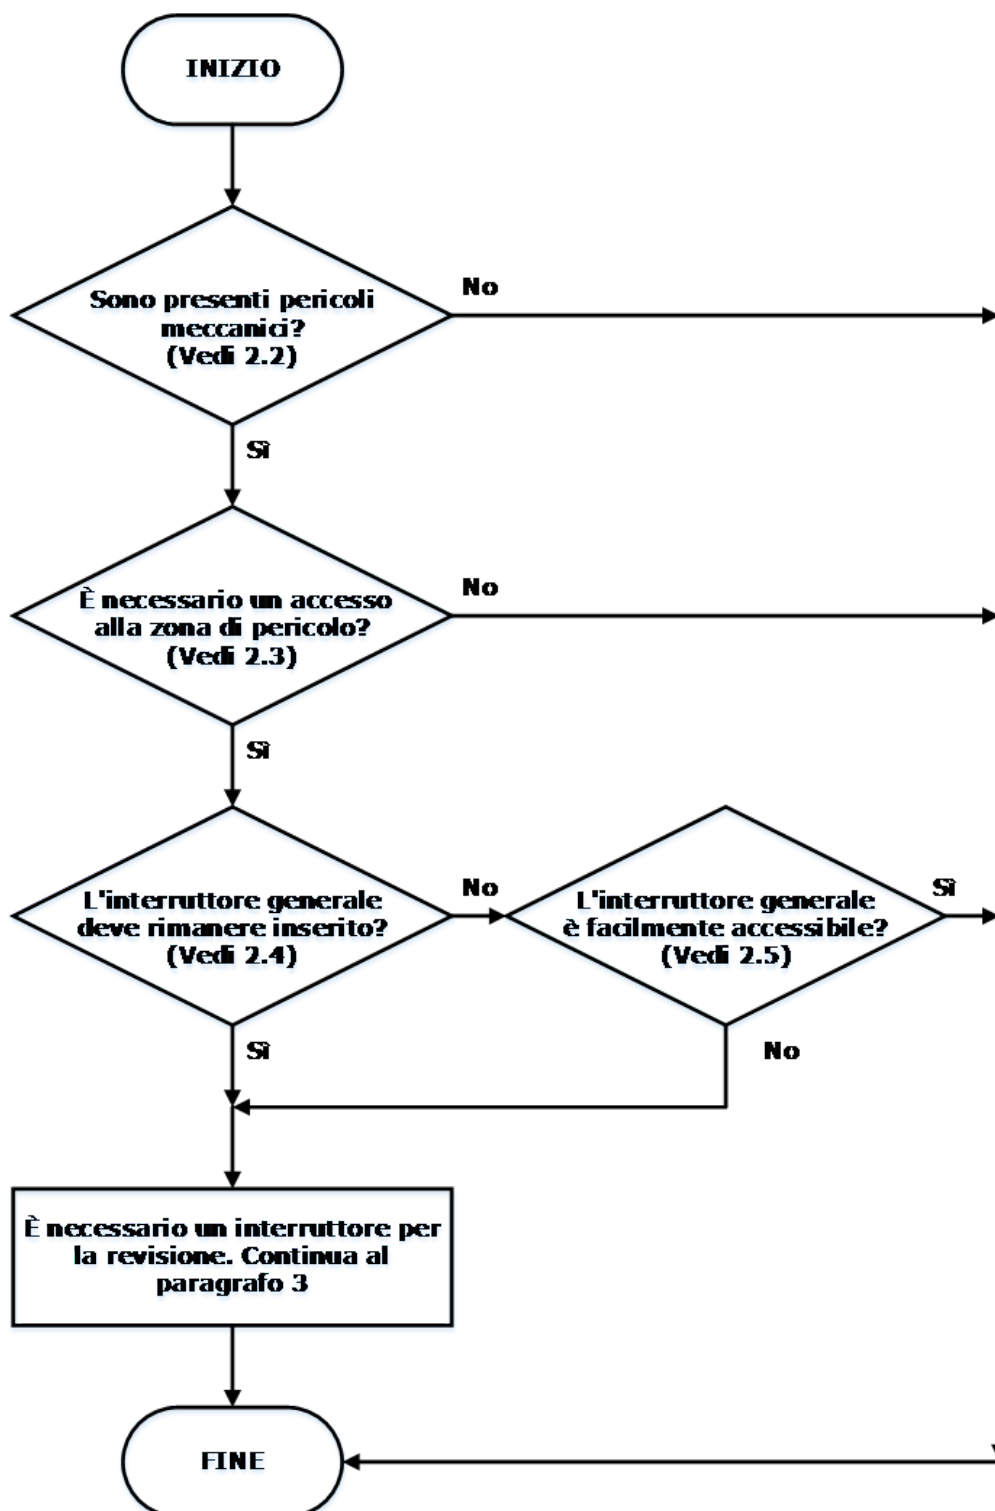 INIZIO
Sono presenti pericoli
meccanici?
(Vedi 2.2)
No
Sì
È necessario un accesso
alla zona di pericolo?
(Vedi 2.3)
No
Sì
L'interruttore generale
deve rimanere inserito?
(Vedi 2.4)
No
L'interruttore generale
è facilmente accessibile?
(Vedi 2.5)
Sì
Sì
No
È necessario un interruttore per
la revisione. Continua al
paragrafo 3
FINE